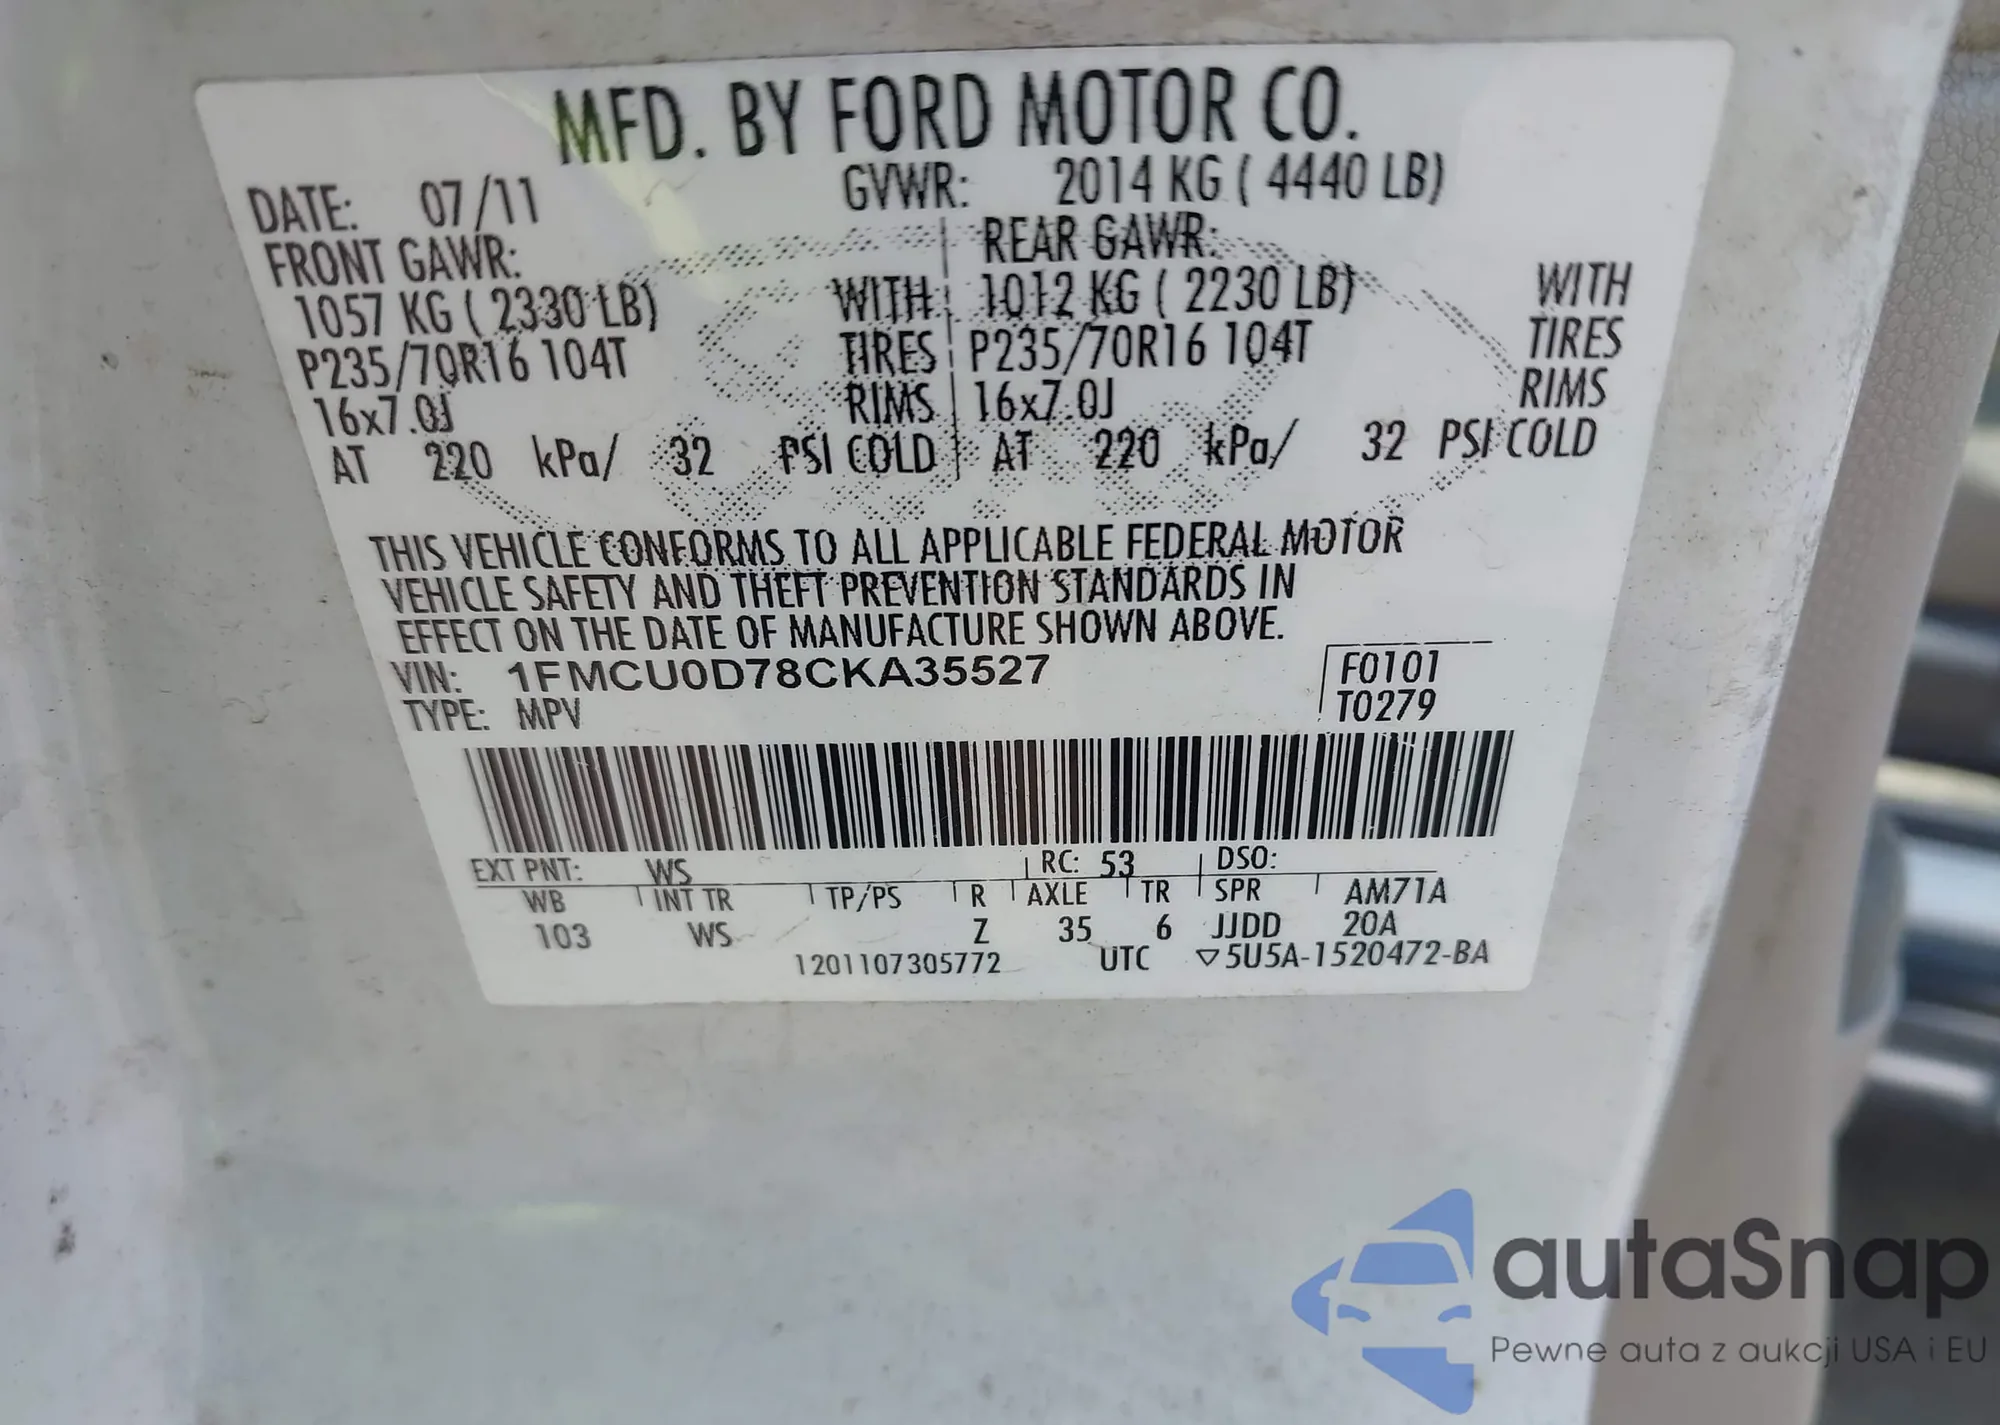 MFD. BY FORD MOTOR CO.
DATE: 07/11 GVWR: 2014 KG ( 4440 LB)
FRONT GAWR: REAR GAWR:
1057 KG ( 2330 LB) WITH 1012 KG ( 2230 LB) WITH
P235/70R16 104T TIRES P235/70R16 104T TIRES
16x7.0J RIMS 16x7.0J RIMS
AT 220 kPa/ 32 PSI COLD AT 220 kPa/ 32 PSI COLD
THIS VEHICLE CONFORMS TO ALL APPLICABLE FEDERAL MOTOR
VEHICLE SAFETY AND THEFT PREVENTION STANDARDS IN
EFFECT ON THE DATE OF MANUFACTURE SHOWN ABOVE.
VIN: 1FMCU0D78CKA35527 F0101
TYPE: MPV T0279
EXT PNT: WS RC: 53 DSO:
WB INT TR TP/PS R AXLE TR SPR AM71A
103 WS Z 35 6 JJDD 20A
1201107305772 UTC ▽5U5A-1520472-BA
autaSnap
Pewne auta z aukcji USA i EU